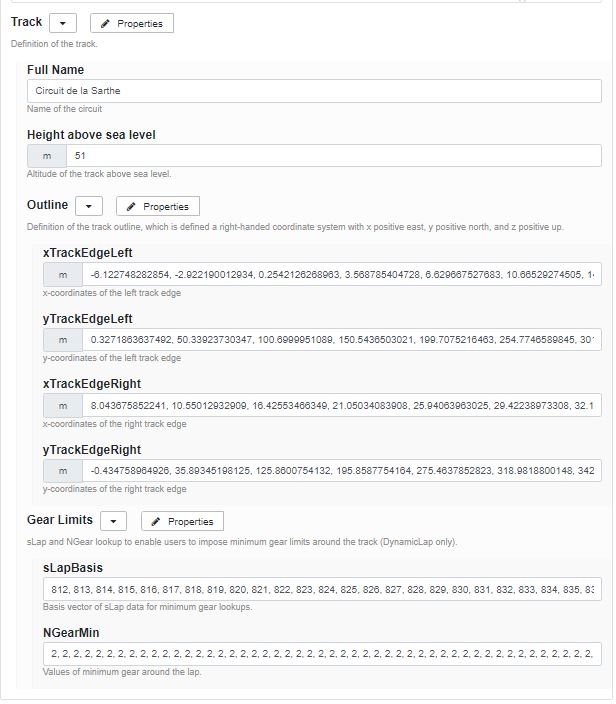 Track Properties
Definition of the track.
Full Name
Circuit de la Sarthe
Name of the circuit
Height above sea level
m 51
Altitude of the track above sea level.
Outline Properties
Definition of the track outline, which is defined a right-handed coordinate system with x positive east, y positive north, and z positive up.
xTrackEdgeLeft
m -6.122748282854, -2.922190012934, 0.2542126268963, 3.568785404728, 6.629667527683, 10.66529274505,
x-coordinates of the left track edge
yTrackEdgeLeft
m 0.3271863637492, 50.33923730347, 100.6999951089, 150.5436503021, 199.7075216463, 254.7746589845, 30
y-coordinates of the left track edge
xTrackEdgeRight
m 8.043675852241, 10.55012932909, 16.42553466349, 21.05034083908, 25.94063963025, 29.42238973308, 32.1
x-coordinates of the right track edge
yTrackEdgeRight
m -0.434758964926, 35.89345198125, 125.8600754132, 195.8587754164, 275.4637852823, 318.9818800148, 342
y-coordinates of the right track edge
Gear Limits Properties
sLap and NGear lookup to enable users to impose minimum gear limits around the track (DynamicLap only).
sLapBasis
812, 813, 814, 815, 816, 817, 818, 819, 820, 821, 822, 823, 824, 825, 826, 827, 828, 829, 830, 831, 832, 833, 834, 835, 83
Basis vector of sLap data for minimum gear lookups.
NGearMin
2, 2, 2, 2, 2, 2, 2, 2, 2, 2, 2, 2, 2, 2, 2, 2, 2, 2, 2, 2, 2, 2, 2, 2, 2, 2, 2, 2, 2, 2, 2, 2, 2, 2, 2, 2, 2, 2, 2, 2, 2, 2, 2, 2, 2, 2, 2, 2, 2,
Values of minimum gear around the lap.